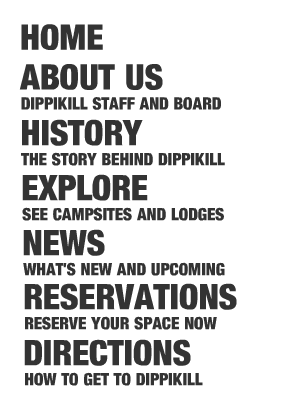 HOME
ABOUT US
DIPPIKILL STAFF AND BOARD
HISTORY
THE STORY BEHIND DIPPIKILL
EXPLORE
SEE CAMPSITES AND LODGES
NEWS
WHAT'S NEW AND UPCOMING
RESERVATIONS
RESERVE YOUR SPACE NOW
DIRECTIONS
HOW TO GET TO DIPPIKILL